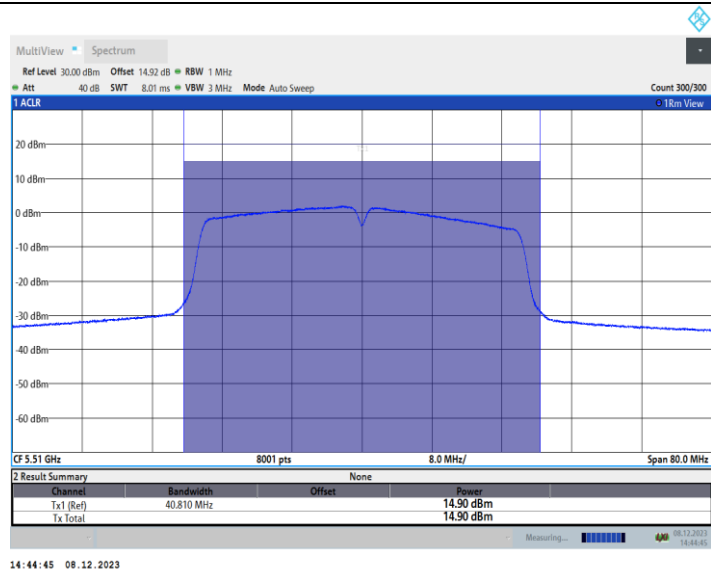 MultiView Spectrum
Ref Level 30.00 dBm Offset 14.92 dB RBW 1 MHz
Att 40 dB SWT 8.01 ms VBW 3 MHz Mode Auto Sweep Count 300/300
1 ACLR 1Rm View
20 dBm
10 dBm
0 dBm
-10 dBm
-20 dBm
-30 dBm
-40 dBm
-50 dBm
-60 dBm
CF 5.51 GHz 8001 pts 8.0 MHz/ Span 80.0 MHz
2 Result Summary None
Channel Bandwidth Offset Power
Tx1 (Ref) 40.810 MHz 14.90 dBm
Tx Total 14.90 dBm
Measuring... 08.12.2023
14:44:45
14:44:45 08.12.2023